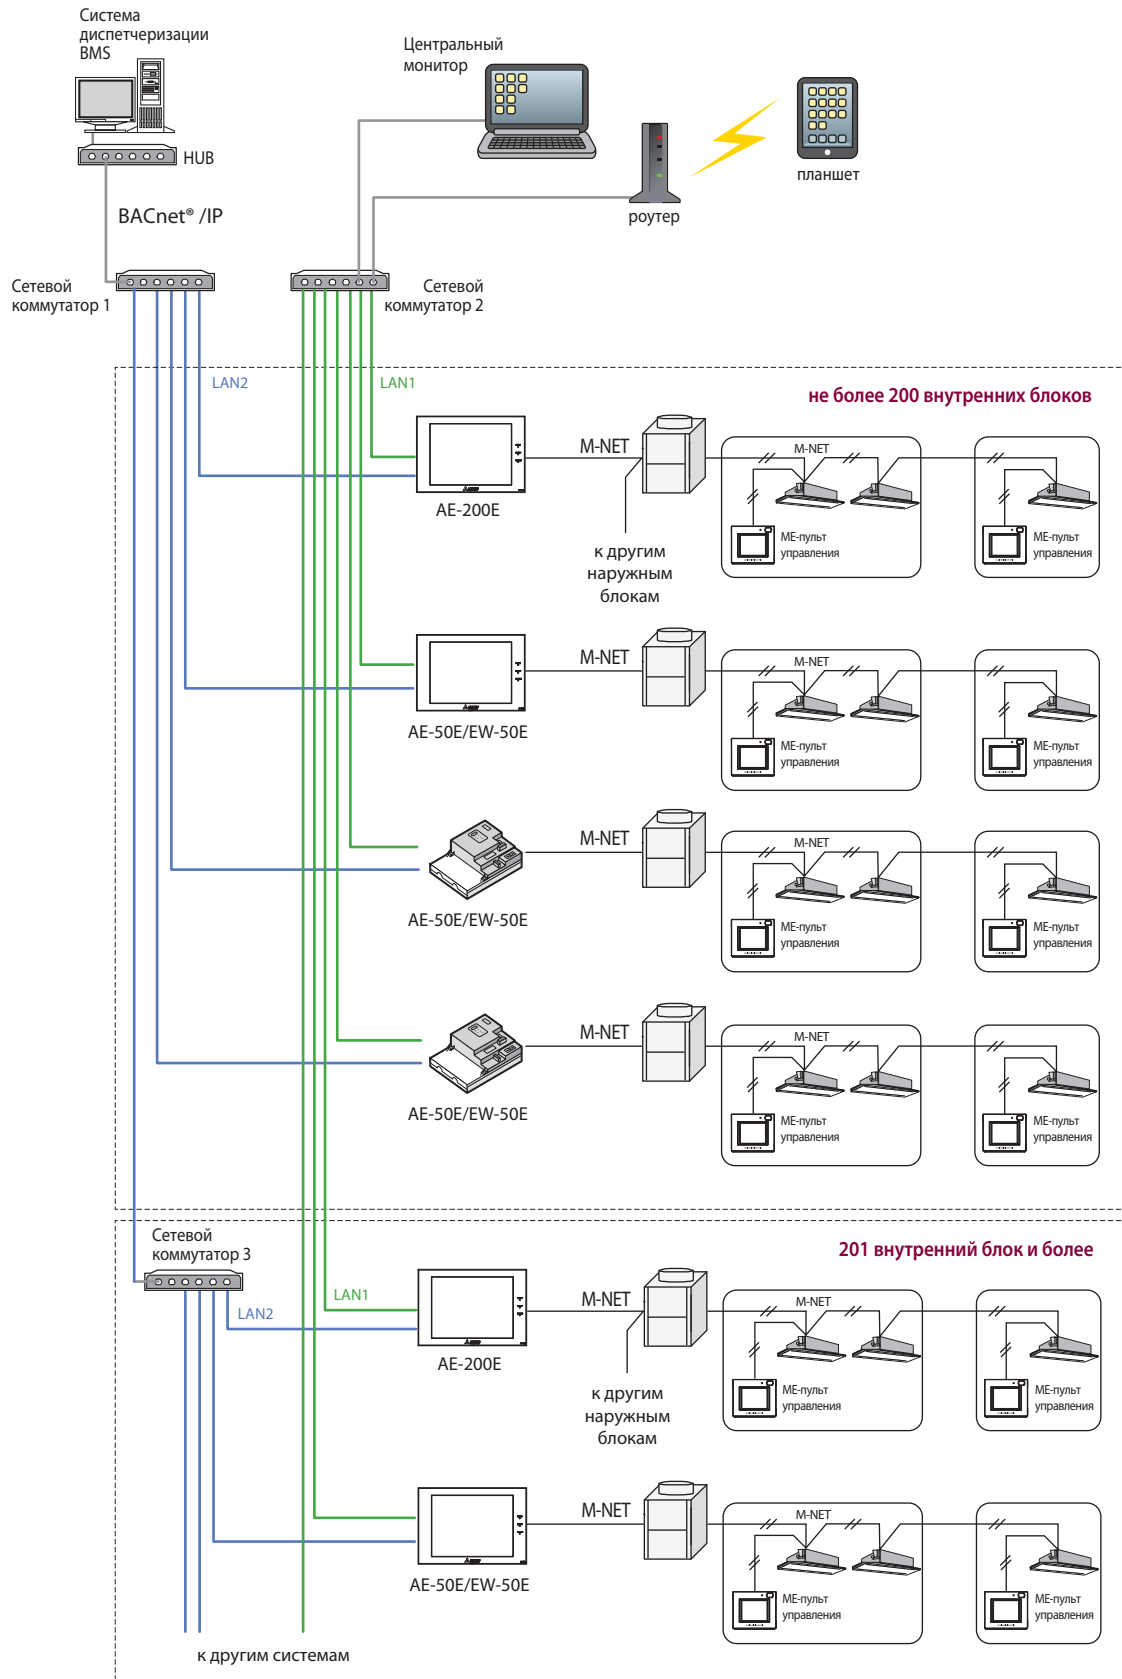 Система
диспетчеризации
BMS
HUB
BACnet® /IP
Центральный
монитор
роутер
планшет
Сетевой
коммутатор 1
Сетевой
коммутатор 2
LAN2
LAN1
не более 200 внутренних блоков
AE-200E
M-NET
к другим
наружным
блокам
M-NET
ME-пульт
управления
ME-пульт
управления
AE-50E/EW-50E
M-NET
M-NET
ME-пульт
управления
ME-пульт
управления
AE-50E/EW-50E
M-NET
M-NET
ME-пульт
управления
ME-пульт
управления
AE-50E/EW-50E
M-NET
M-NET
ME-пульт
управления
ME-пульт
управления
Сетевой
коммутатор 3
201 внутренний блок и более
LAN1
LAN2
AE-200E
M-NET
к другим
наружным
блокам
M-NET
ME-пульт
управления
ME-пульт
управления
AE-50E/EW-50E
M-NET
M-NET
ME-пульт
управления
ME-пульт
управления
к другим системам